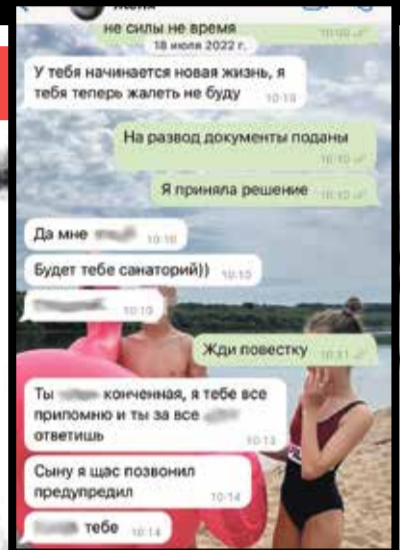 не силы не время
18 июля 2022 г.
У тебя начинается новая жизнь, я
тебя теперь жалеть не буду 10:10
На развод документы поданы
10:10
Я приняла решение 10:10
Да мне 10:10
Будет тебе санаторий)) 10:10
10:10
Жди повестку 10:11
Ты конченная, я тебе все
припомню и ты за все
ответишь 10:13
Сыну я щас позвонил
предупредил 10:14
тебе 10:14